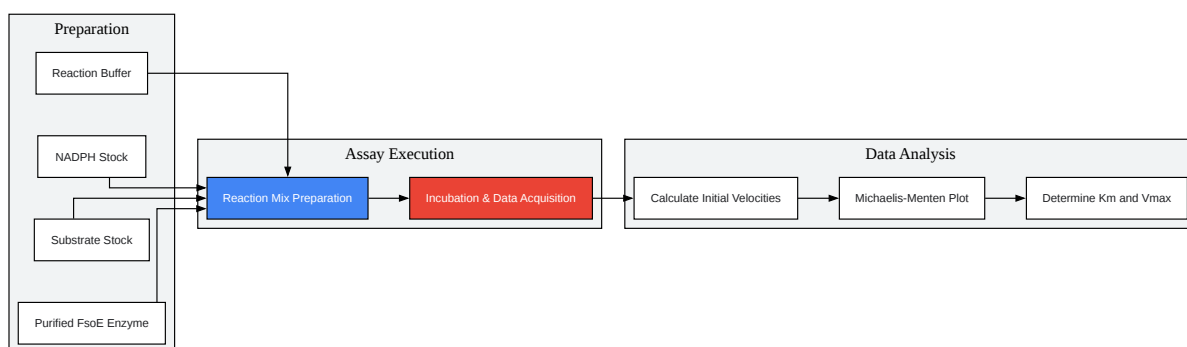 Preparation
Reaction Buffer
NADPH Stock
Substrate Stock
Purified FsoE Enzyme
Assay Execution
Reaction Mix Preparation
Incubation & Data Acquisition
Data Analysis
Calculate Initial Velocities
Michaelis-Menten Plot
Determine Km and Vmax